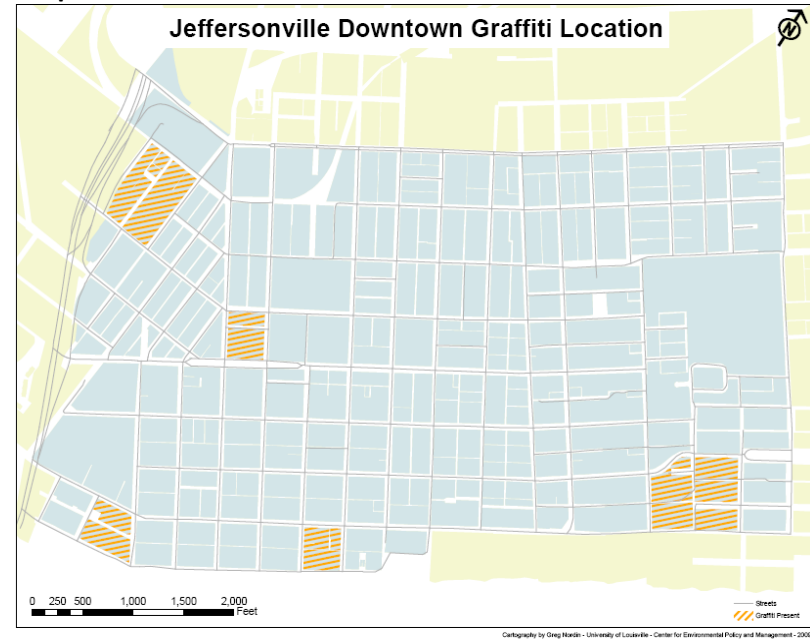 Jeffersonville Downtown Graffiti Location
N
0 250 500 1,000 1,500 2,000
Feet
Streets
Graffiti Present
Cartography by Greg Nordin - University of Louisville - Center for Environmental Policy and Management -